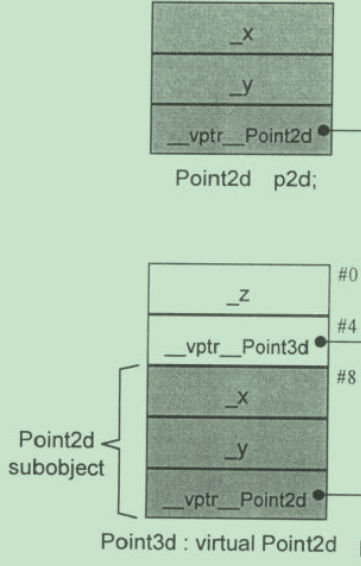 _x
_y
__vptr__Point2d
Point2d p2d;
#0
_z
#4
__vptr__Point3d
#8
_x
Point2d
subobject
_y
__vptr__Point2d
Point3d : virtual Point2d